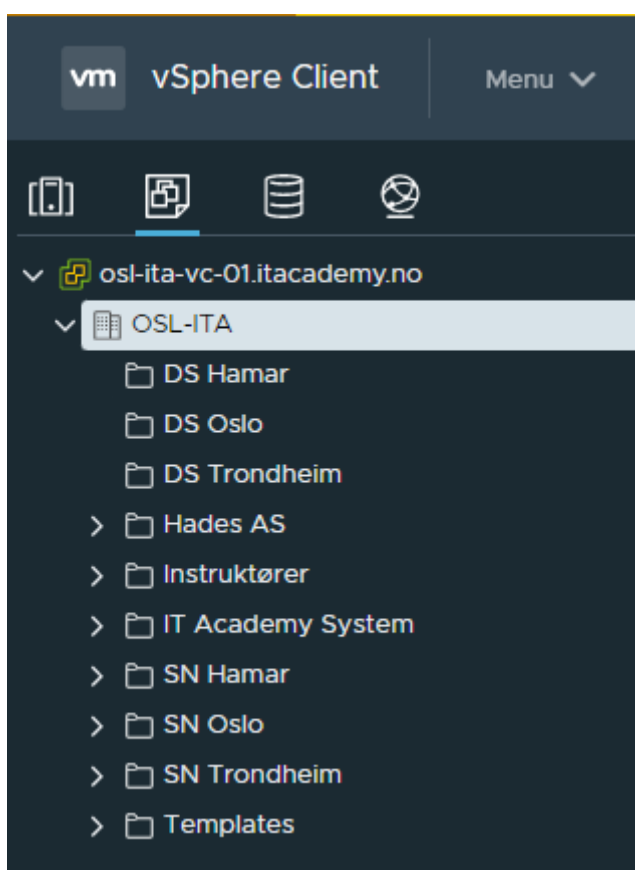 vm vSphere Client Menu
osl-ita-vc-01.itacademy.no
OSL-ITA
DS Hamar
DS Oslo
DS Trondheim
Hades AS
Instruktører
IT Academy System
SN Hamar
SN Oslo
SN Trondheim
Templates